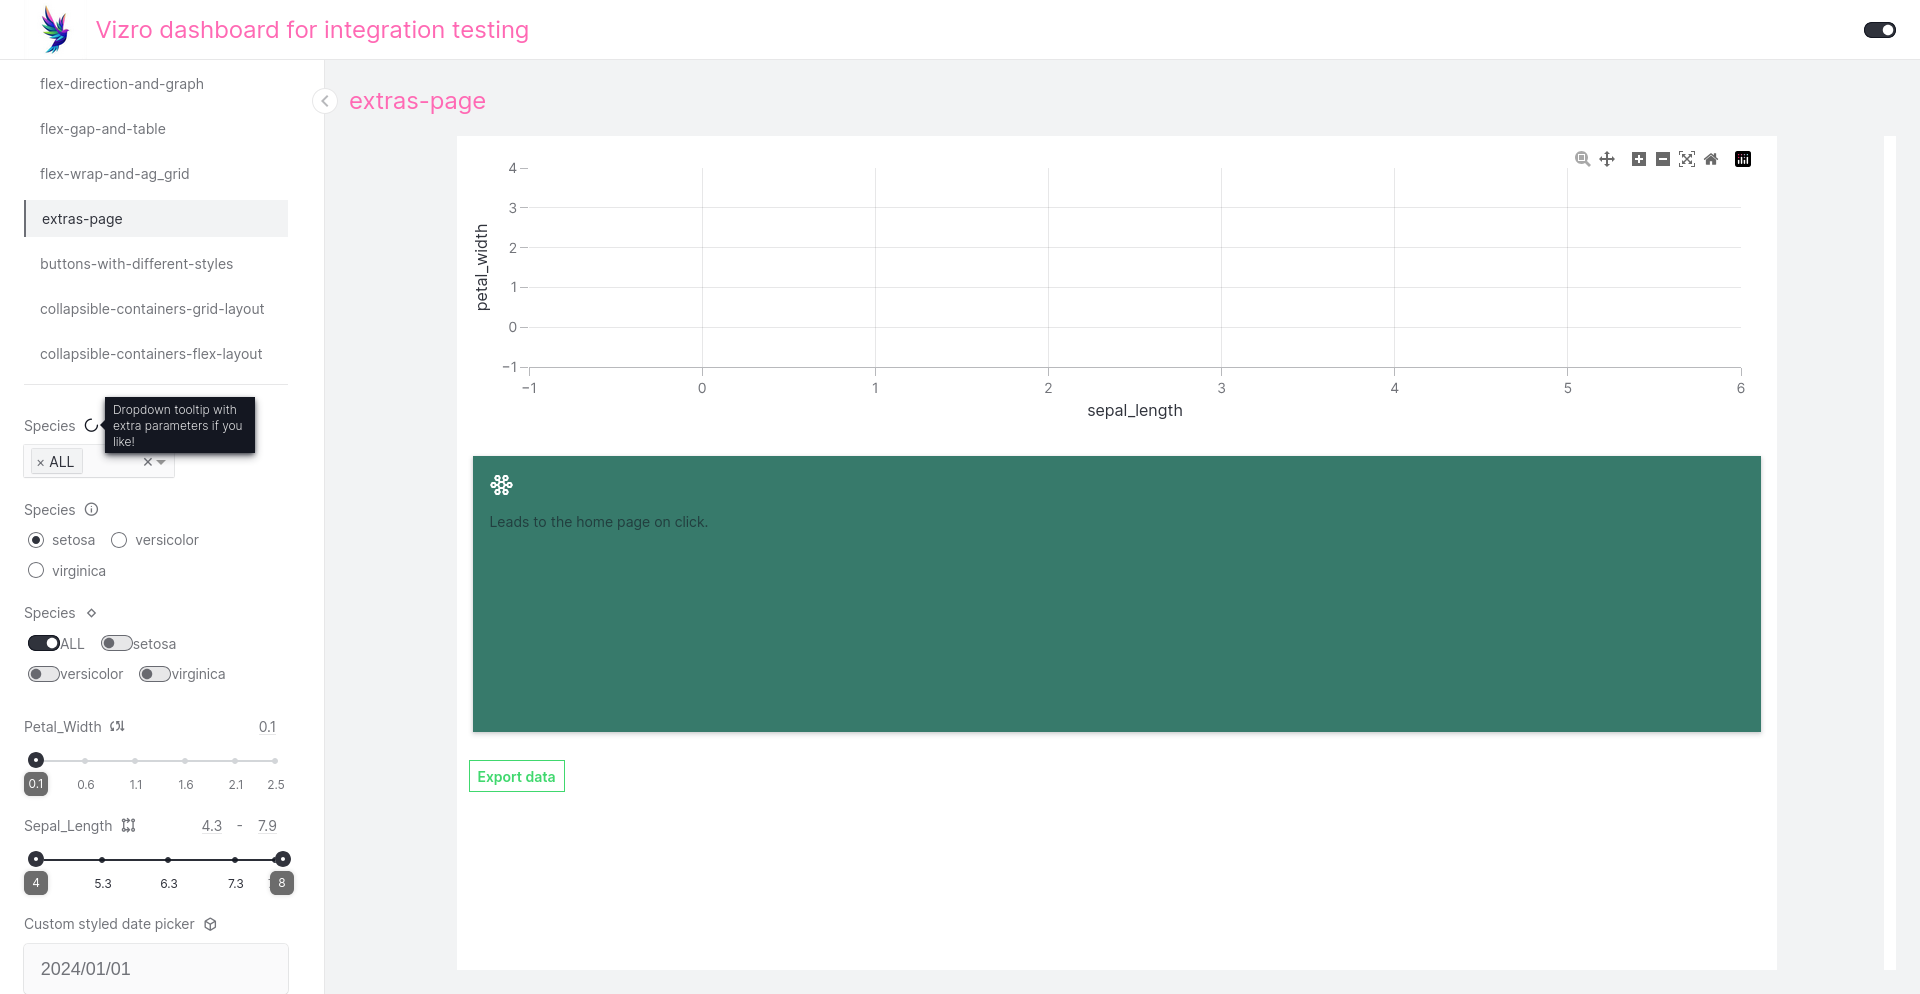 Vizro dashboard for integration testing
flex-direction-and-graph
flex-gap-and-table
flex-wrap-and-ag_grid
extras-page
buttons-with-different-styles
collapsible-containers-grid-layout
collapsible-containers-flex-layout
Species
Dropdown tooltip with
extra parameters if you
like!
× ALL
Species
setosa versicolor
virginica
Species
ALL setosa
versicolor virginica
Petal_Width 0.1
0.1 0.6 1.1 1.6 2.1 2.5
Sepal_Length 4.3 - 7.9
4 5.3 6.3 7.3 8
Custom styled date picker
2024/01/01
extras-page
4
3
2
1
0
−1
petal_width
−1 0 1 2 3 4 5 6
sepal_length
Leads to the home page on click.
Export data